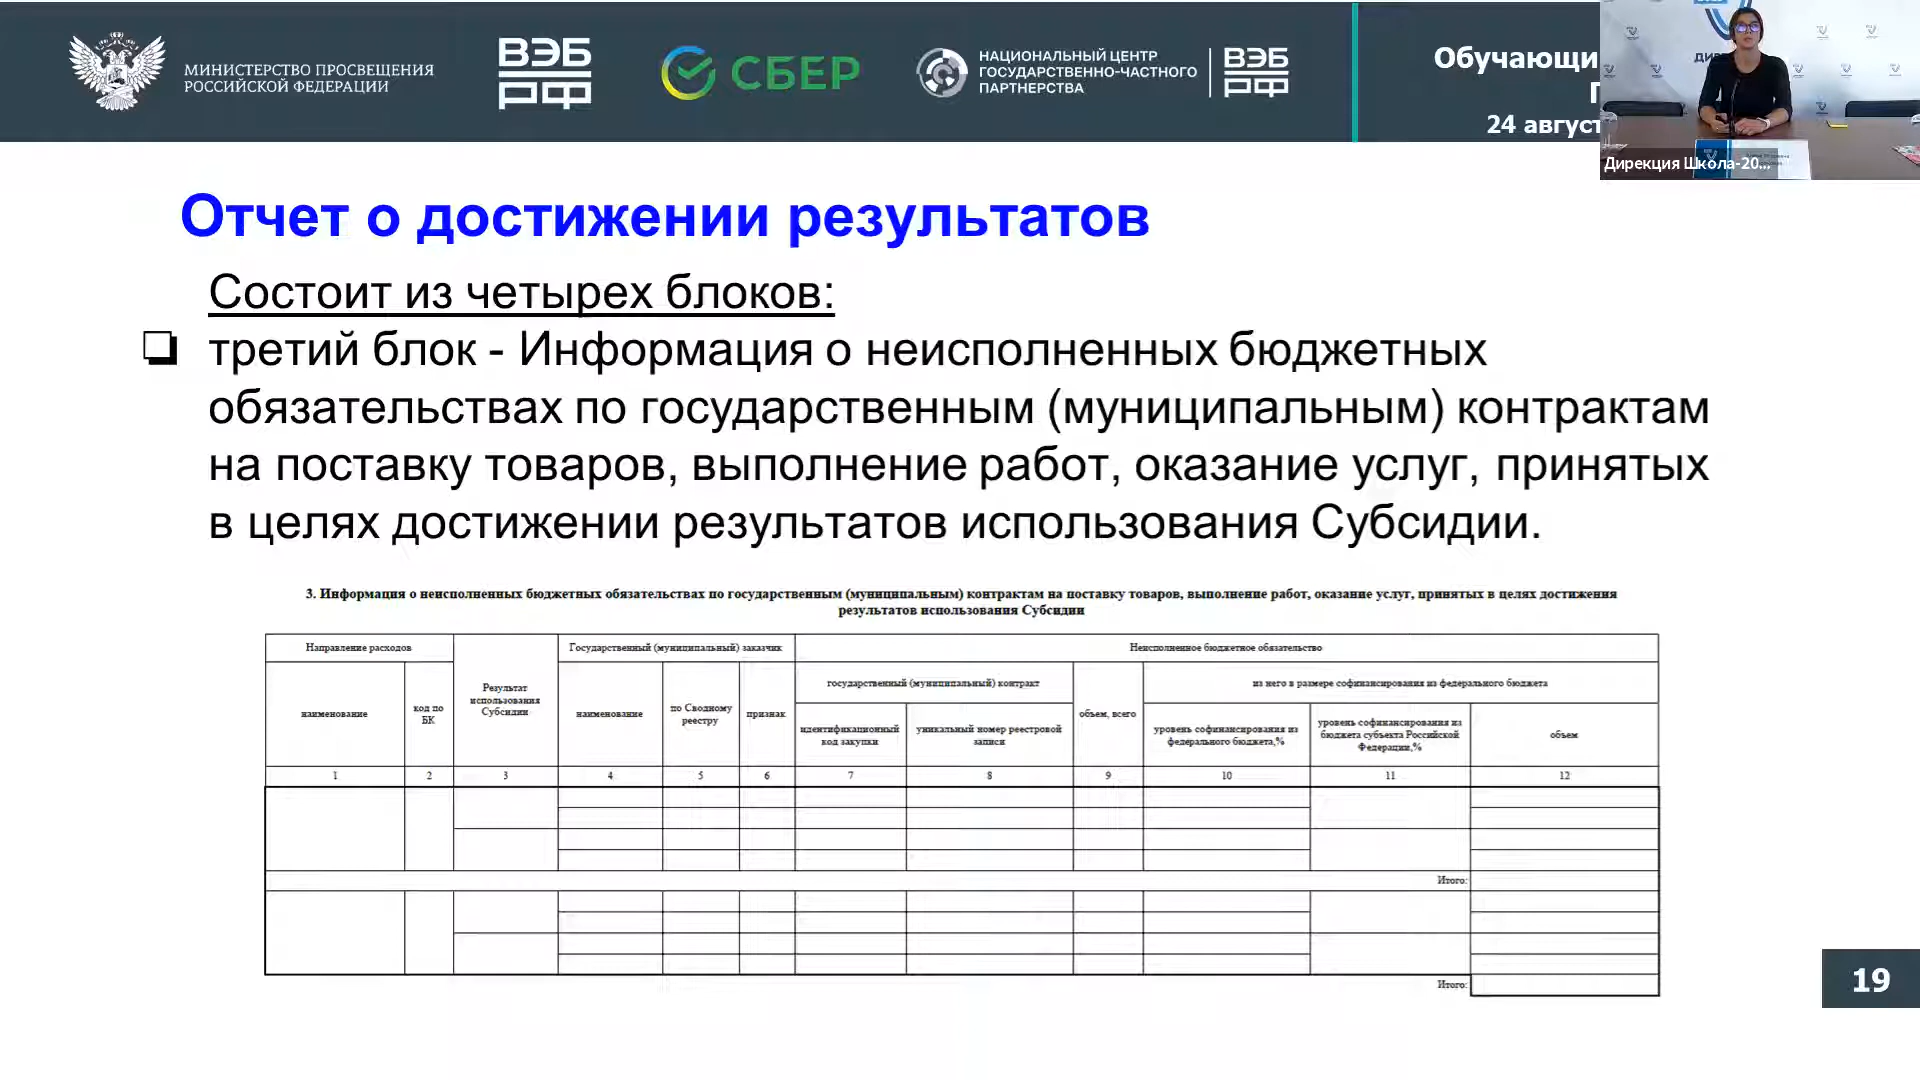 МИНИСТЕРСТВО ПРОСВЕЩЕНИЯ
РОССИЙСКОЙ ФЕДЕРАЦИИ
ВЭБ
РФ
СБЕР
НАЦИОНАЛЬНЫЙ ЦЕНТР
ГОСУДАРСТВЕННО-ЧАСТНОГО
ПАРТНЕРСТВА
ВЭБ
РФ
24
Дирекция Школа-20...
Отчет о достижении результатов
Состоит из четырех блоков:
❑ третий блок - Информация о неисполненных бюджетных
обязательствах по государственным (муниципальным) контрактам
на поставку товаров, выполнение работ, оказание услуг, принятых
в целях достижении результатов использования Субсидии.
3. Информация о неисполненных бюджетных обязательствах по государственным (муниципальным) контрактам на поставку товаров, выполнение работ, оказание услуг, принятых в целях достижения
результатов использования Субсидии
Направление расходов
Государственный (муниципальный) заказчик
Неисполненное бюджетное обязательство
Результат
использования
Субсидии
государственный (муниципальный) контракт
из него в размере софинансирования из федерального бюджета
наименование
код по
БК
наименование
по Сводному
реестру
признак
объем, всего
идентификационный
код закупки
уникальный номер реестровой
записи
уровень софинансирования из
федерального бюджета,%
уровень софинансирования из
бюджета субъекта Российской
Федерации,%
объем
1 2 3 4 5 6 7 8 9 10 11 12
Итого:
Итого:
19